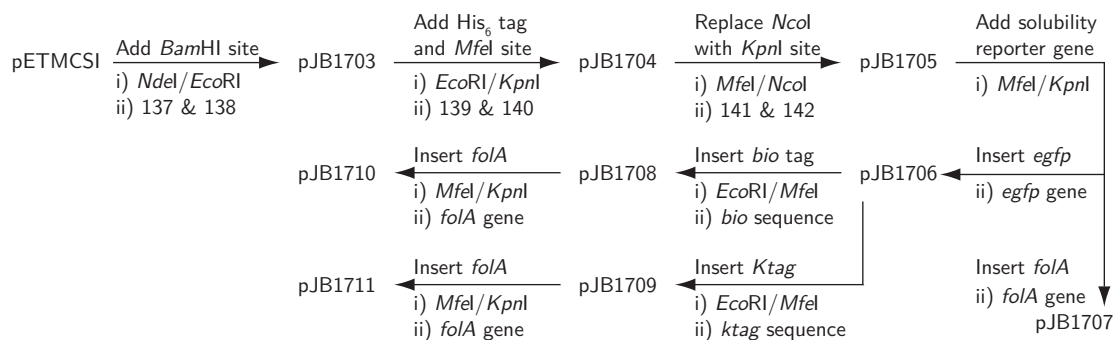 pETMCSI
Add BamHI site
i) NdeI/EcoRI
ii) 137 & 138
pJB1703
Add His6 tag
and MfeI site
i) EcoRI/KpnI
ii) 139 & 140
pJB1704
Replace NcoI
with KpnI site
i) MfeI/NcoI
ii) 141 & 142
pJB1705
Add solubility
reporter gene
i) MfeI/KpnI
pJB1710
Insert folA
i) MfeI/KpnI
ii) folA gene
pJB1708
Insert bio tag
i) EcoRI/MfeI
ii) bio sequence
pJB1706
Insert egfp
ii) egfp gene
pJB1711
Insert folA
i) MfeI/KpnI
ii) folA gene
pJB1709
Insert Ktag
i) EcoRI/MfeI
ii) ktag sequence
Insert folA
ii) folA gene
pJB1707